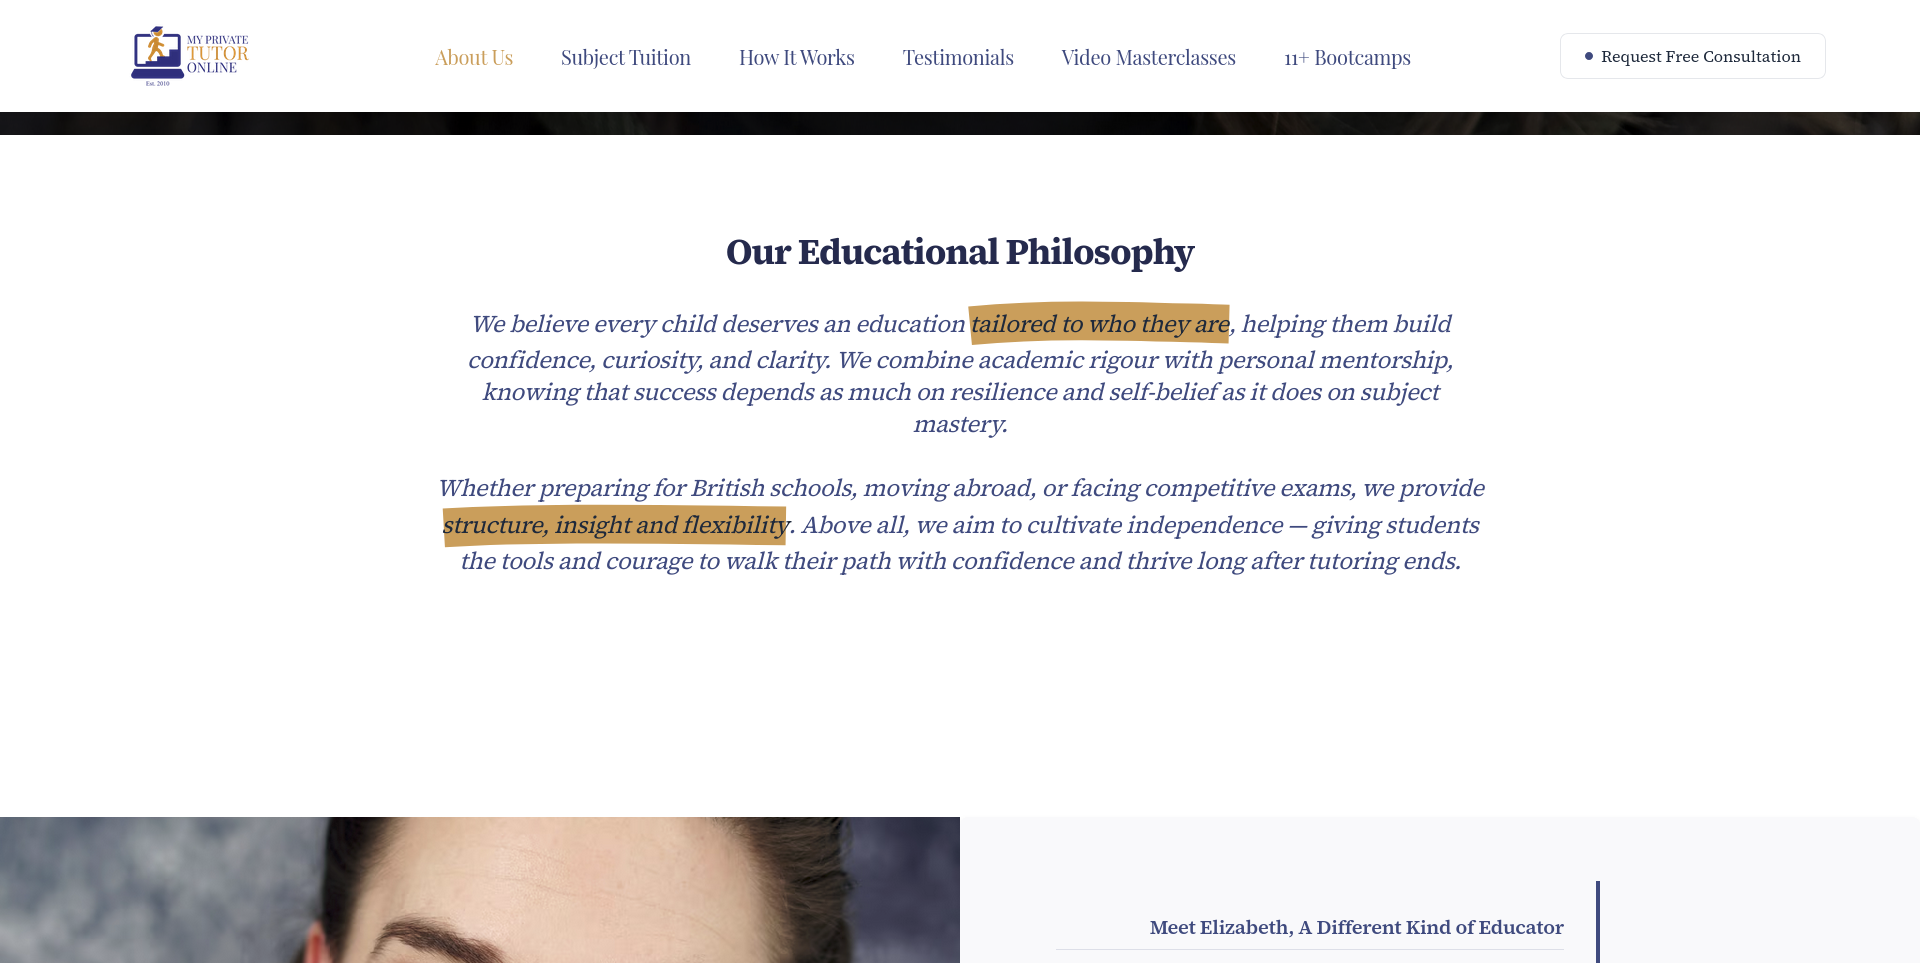 MY PRIVATE
TUTOR
ONLINE
Est. 2010
About Us
Subject Tuition
How It Works
Testimonials
Video Masterclasses
11+ Bootcamps
Request Free Consultation
Our Educational Philosophy
We believe every child deserves an education tailored to who they are, helping them build
confidence, curiosity, and clarity. We combine academic rigour with personal mentorship,
knowing that success depends as much on resilience and self-belief as it does on subject
mastery.
Whether preparing for British schools, moving abroad, or facing competitive exams, we provide
structure, insight and flexibility. Above all, we aim to cultivate independence — giving students
the tools and courage to walk their path with confidence and thrive long after tutoring ends.
Meet Elizabeth, A Different Kind of Educator